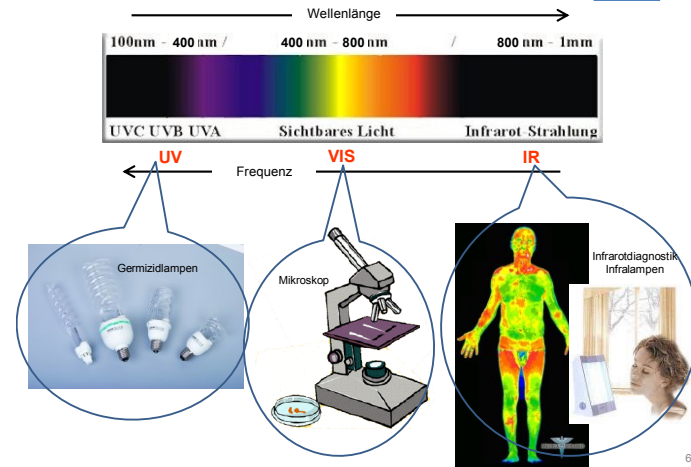 Wellenlänge
100nm - 400 nm / 400 nm – 800 nm / 800 nm - 1mm
UVC UVB UVA Sichtbares Licht Infrarot-Strahlung
UV VIS IR
Frequenz
Germizidlampen
Mikroskop
Infrarotdiagnostik
Infralampen
6